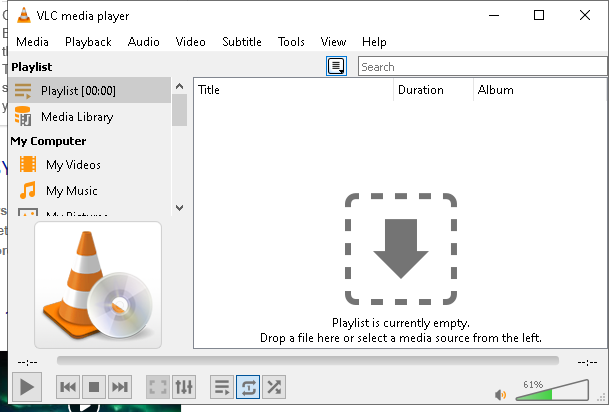 VLC media player
Media Playback Audio Video Subtitle Tools View Help
Playlist
Search
Playlist [00:00]
Title Duration Album
Media Library
My Computer
My Videos
My Music
My Pictures
Playlist is currently empty.
Drop a file here or select a media source from the left.
--:-- --:--
61%